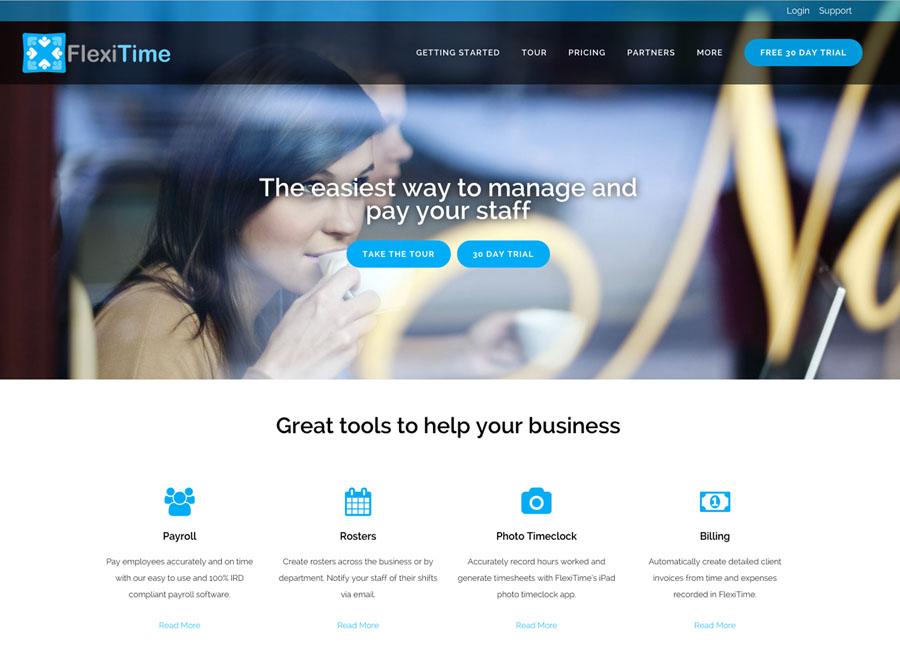 Login Support
FlexiTime
GETTING STARTED TOUR PRICING PARTNERS MORE FREE 30 DAY TRIAL
The easiest way to manage and
pay your staff
TAKE THE TOUR 30 DAY TRIAL
Great tools to help your business
Payroll
Pay employees accurately and on time
with our easy to use and 100% IRD
compliant payroll software.
Read More
Rosters
Create rosters across the business or by
department. Notify your staff of their shifts
via email.
Read More
Photo Timeclock
Accurately record hours worked and
generate timesheets with FlexiTime's iPad
photo timeclock app.
Read More
1
Billing
Automatically create detailed client
invoices from time and expenses
recorded in FlexiTime.
Read More